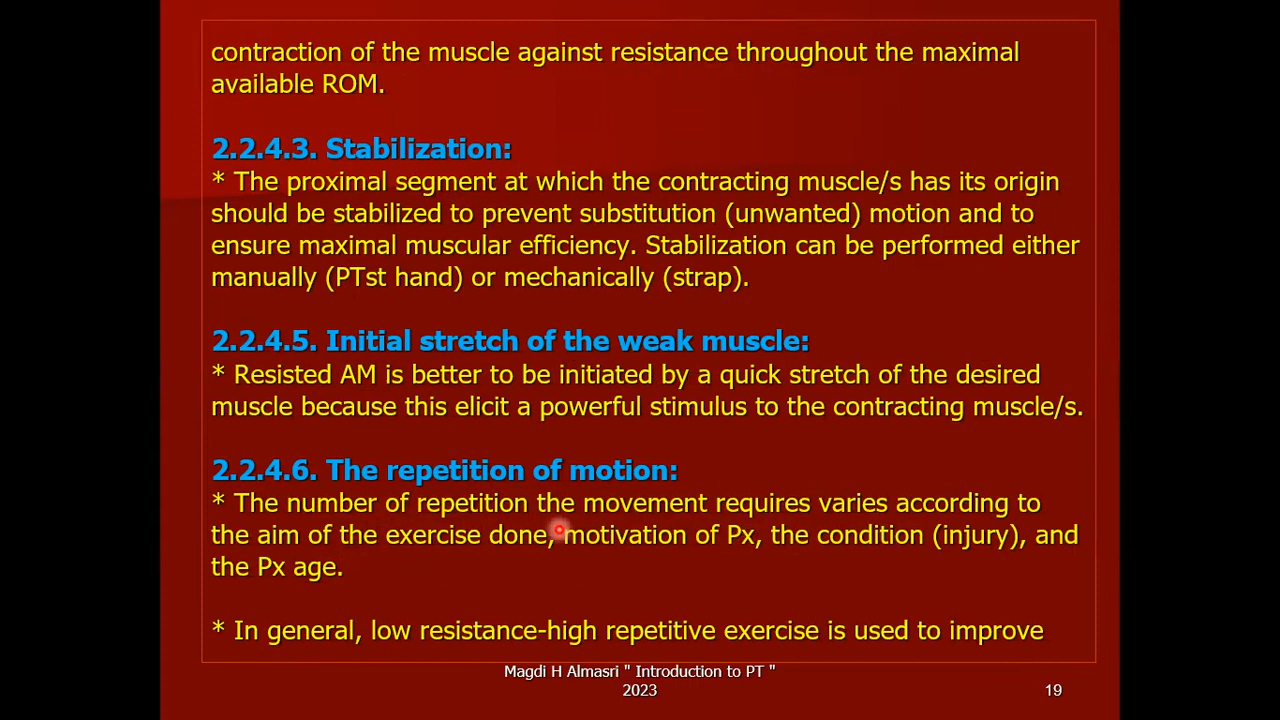 contraction of the muscle against resistance throughout the maximal
available ROM.
2.2.4.3. Stabilization:
* The proximal segment at which the contracting muscle/s has its origin
should be stabilized to prevent substitution (unwanted) motion and to
ensure maximal muscular efficiency. Stabilization can be performed either
manually (PTst hand) or mechanically (strap).
2.2.4.5. Initial stretch of the weak muscle:
* Resisted AM is better to be initiated by a quick stretch of the desired
muscle because this elicit a powerful stimulus to the contracting muscle/s.
2.2.4.6. The repetition of motion:
* The number of repetition the movement requires varies according to
the aim of the exercise done, motivation of Px, the condition (injury), and
the Px age.
* In general, low resistance-high repetitive exercise is used to improve
Magdi H Almasri " Introduction to PT "
2023
19